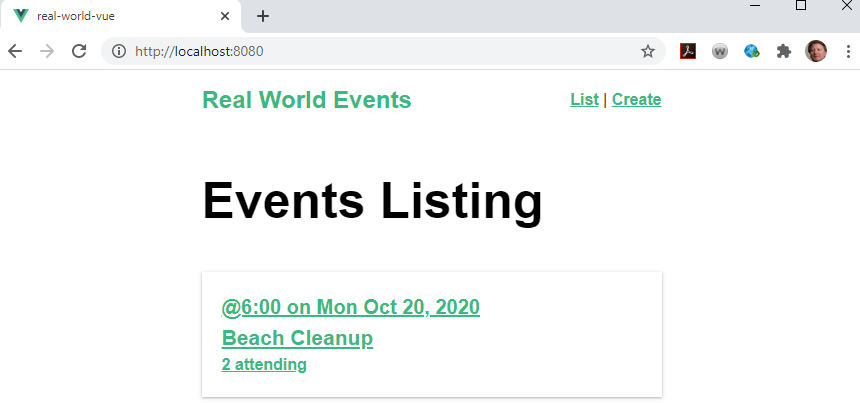 real-world-vue
http://localhost:8080
Real World Events
List | Create
Events Listing
@6:00 on Mon Oct 20, 2020
Beach Cleanup
2 attending